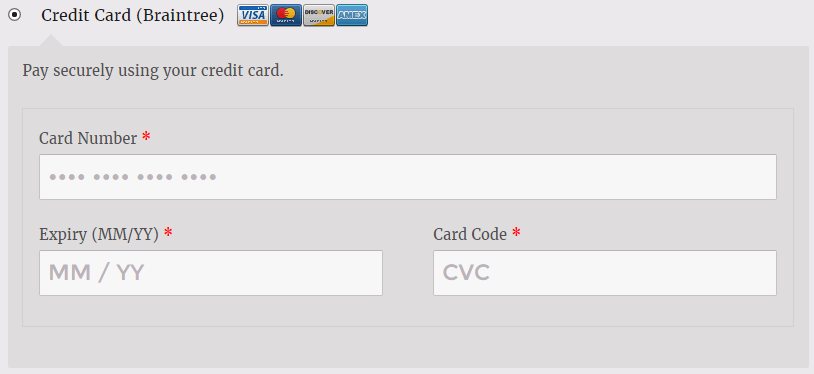 Credit Card (Braintree) VISA DISCOVER AMEX
Pay securely using your credit card.
Card Number *
•••• •••• •••• ••••
Expiry (MM/YY) * Card Code *
MM / YY CVC